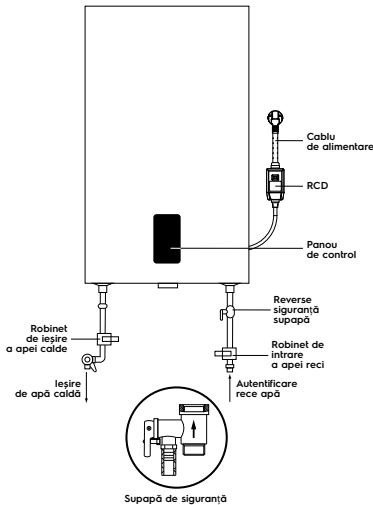 Cablu
de alimentare
RCD
Panou
de control
Reverse
siguranță
supapă
Robinet
de ieșire
a apei calde
Robinet de
intrare
a apei reci
Ieșire
de apă caldă
Autentificare
rece apă
Supapă de siguranță